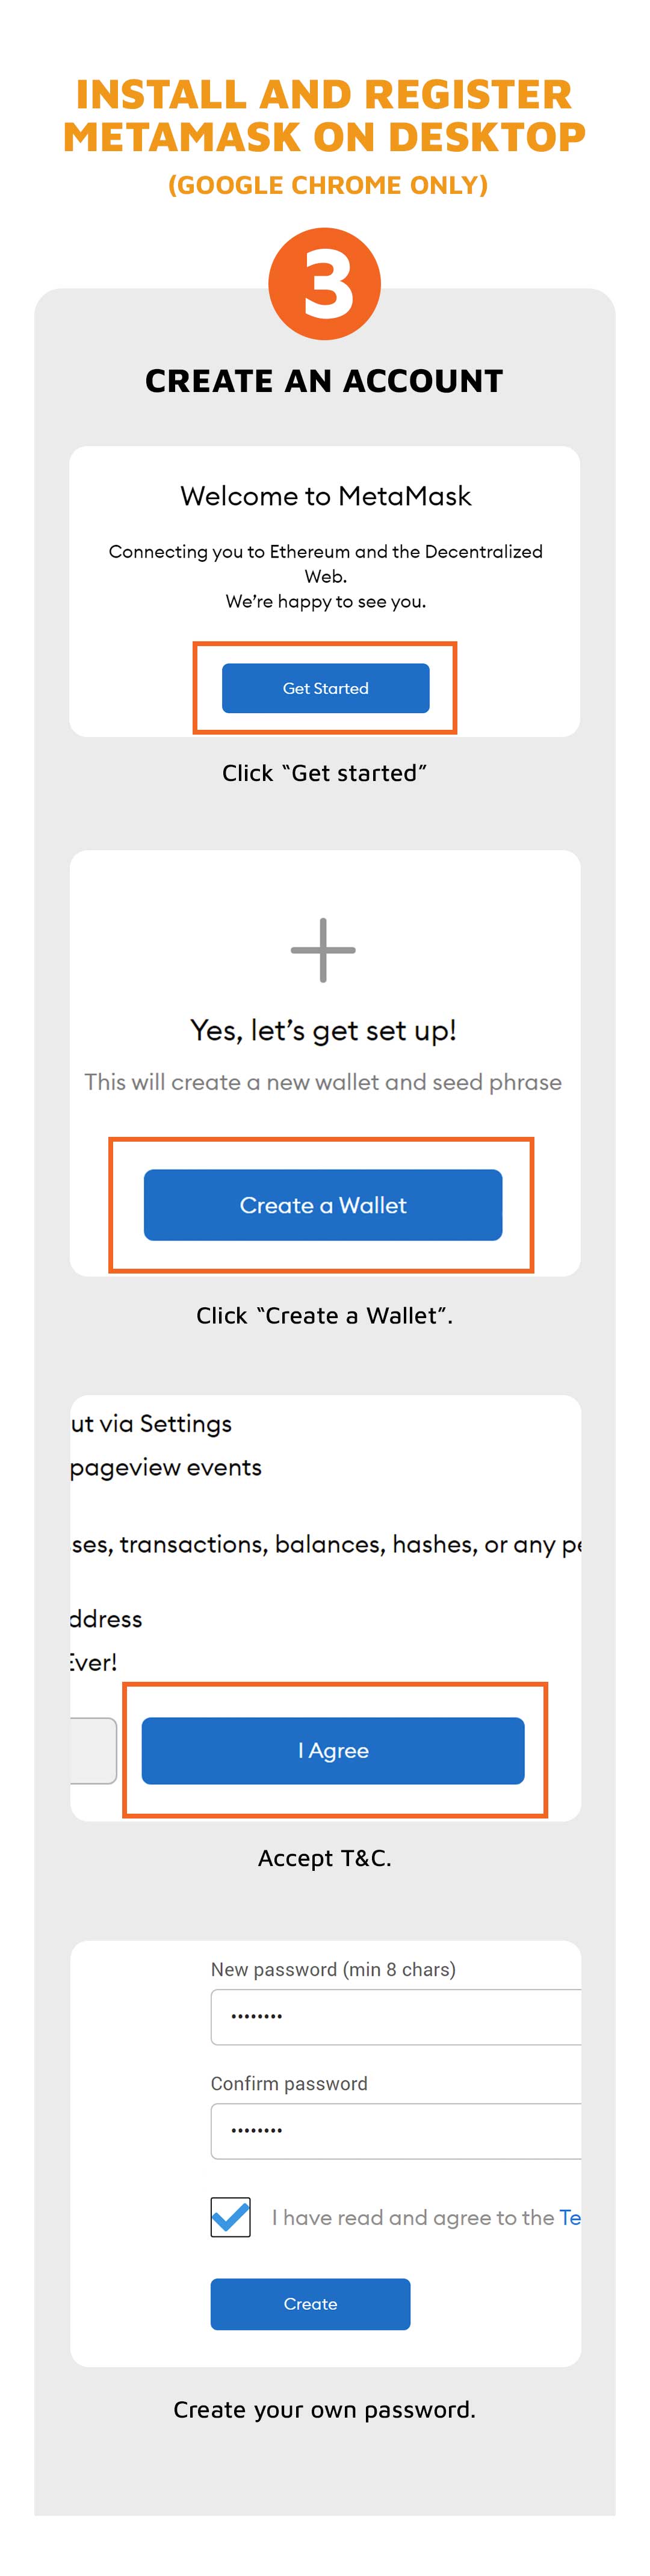 INSTALL AND REGISTER
METAMASK ON DESKTOP
(GOOGLE CHROME ONLY)
3
CREATE AN ACCOUNT
Welcome to MetaMask
Connecting you to Ethereum and the Decentralized
Web.
We’re happy to see you.
Get Started
Click “Get started”
Yes, let’s get set up!
This will create a new wallet and seed phrase
Create a Wallet
Click “Create a Wallet”.
ut via Settings
pageview events
ses, transactions, balances, hashes, or any pe
ddress
Ever!
I Agree
Accept T&C.
New password (min 8 chars)
••••••••
Confirm password
••••••••
I have read and agree to the Te
Create
Create your own password.